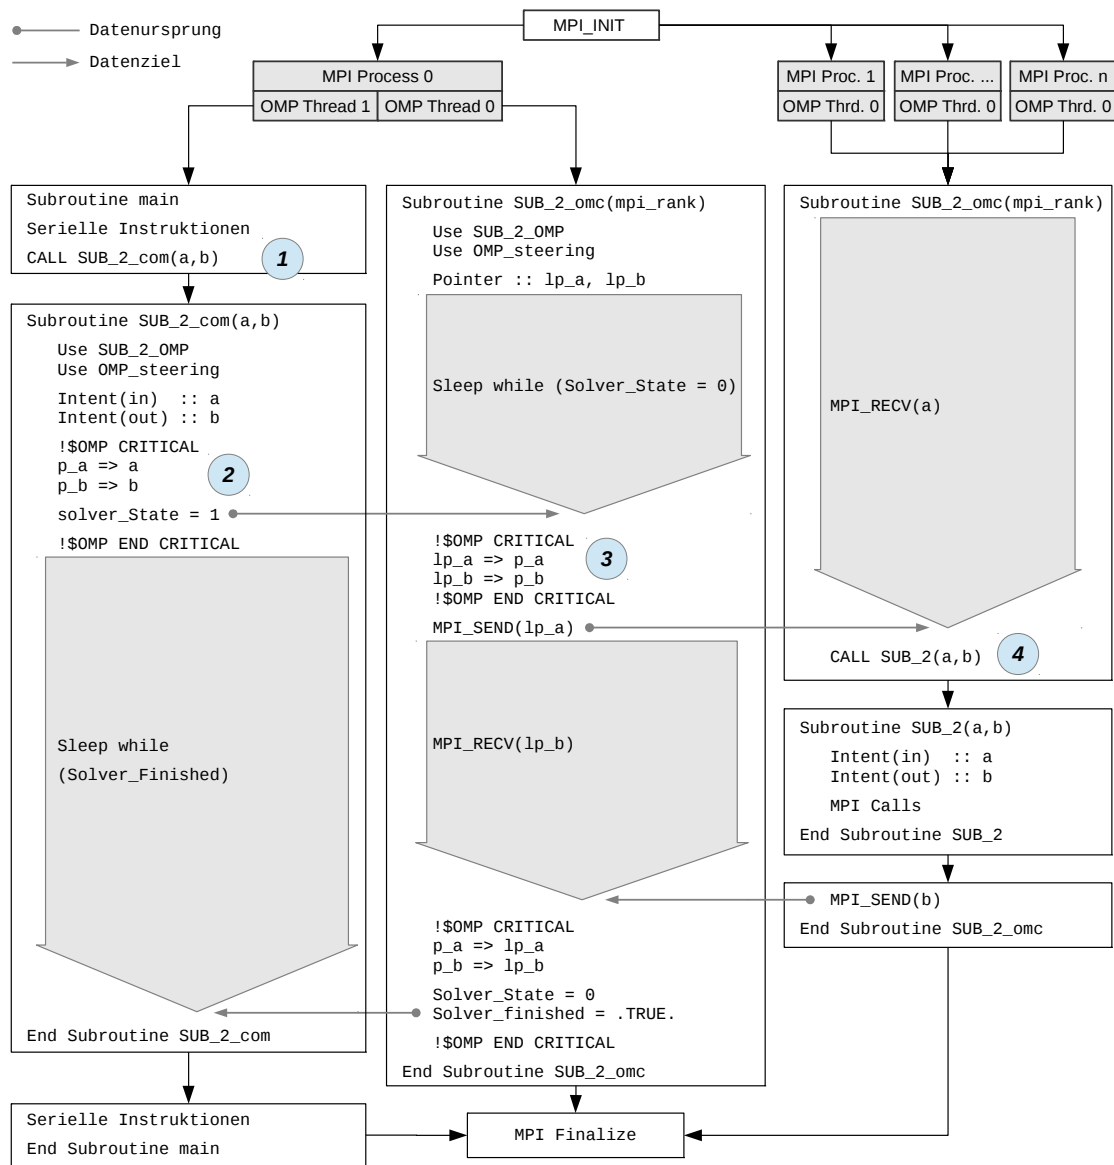 Datenursprung
Datenziel
MPI_INIT
MPI Process 0
OMP Thread 1
OMP Thread 0
MPI Proc. 1
OMP Thrd. 0
MPI Proc. ...
OMP Thrd. 0
MPI Proc. n
OMP Thrd. 0
Subroutine main
Serielle Instruktionen
CALL SUB_2_com(a,b)
1
Subroutine SUB_2_com(a,b)
Use SUB_2_OMP
Use OMP_steering
Intent(in)  :: a
Intent(out) :: b
!$OMP CRITICAL
p_a => a
p_b => b
2
solver_State = 1
!$OMP END CRITICAL
Sleep while
(Solver_Finished)
End Subroutine SUB_2_com
Serielle Instruktionen
End Subroutine main
Subroutine SUB_2_omc(mpi_rank)
Use SUB_2_OMP
Use OMP_steering
Pointer :: lp_a, lp_b
Sleep while (Solver_State = 0)
!$OMP CRITICAL
lp_a => p_a
lp_b => p_b
3
!$OMP END CRITICAL
MPI_SEND(lp_a)
MPI_RECV(lp_b)
!$OMP CRITICAL
p_a => lp_a
p_b => lp_b
Solver_State = 0
Solver_finished = .TRUE.
!$OMP END CRITICAL
End Subroutine SUB_2_omc
MPI Finalize
Subroutine SUB_2_omc(mpi_rank)
MPI_RECV(a)
CALL SUB_2(a,b)
4
Subroutine SUB_2(a,b)
Intent(in)  :: a
Intent(out) :: b
MPI Calls
End Subroutine SUB_2
MPI_SEND(b)
End Subroutine SUB_2_omc